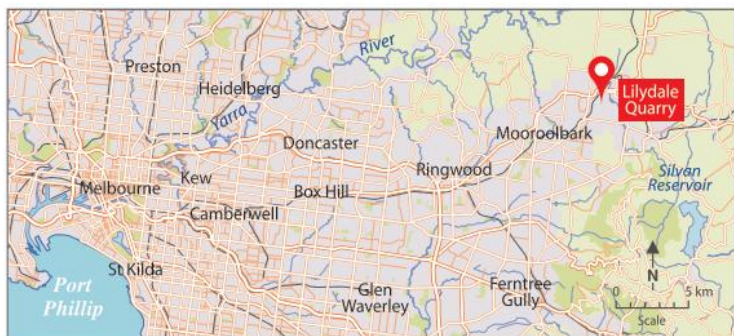 River
Preston
Heidelberg
Lilydale
Quarry
Yarra
Mooroolbark
Doncaster
Ringwood
Silvan
Reservoir
Kew
Melbourne
Box Hill
Camberwell
N
St Kilda
Port
Phillip
Glen
Waverley
Ferntree
Gully
0
5 km
Scale